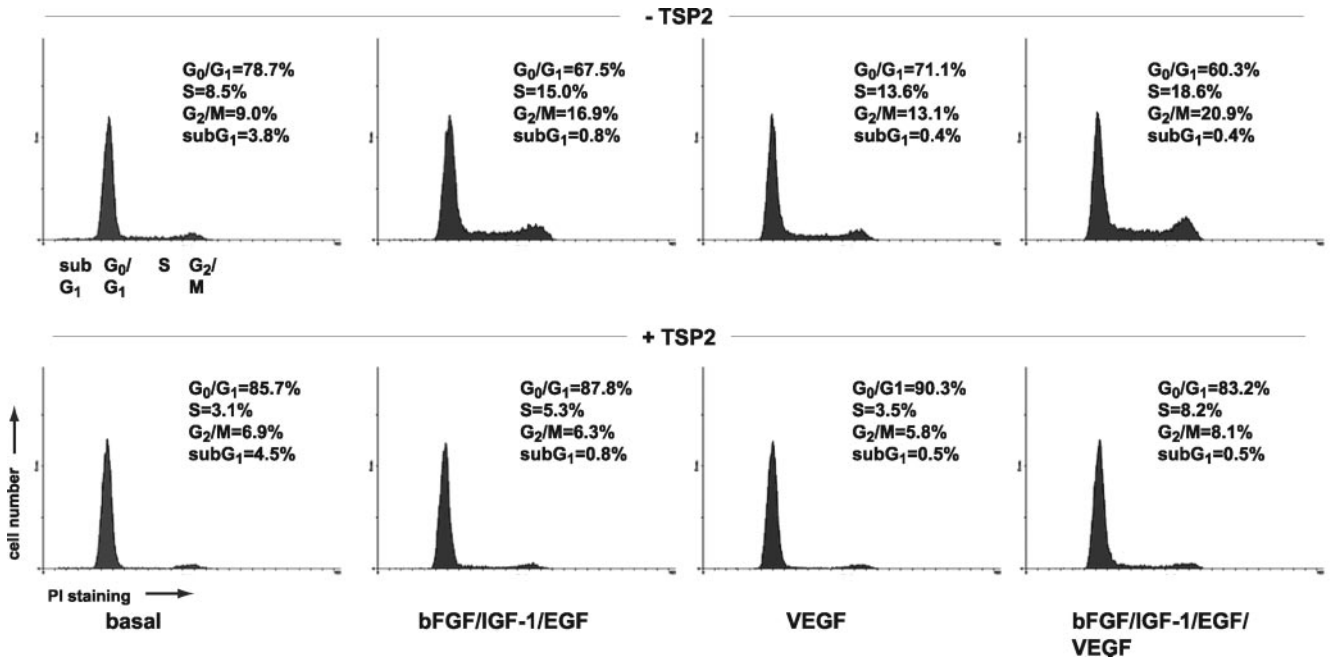 - TSP2
G0/G1=78.7%
S=8.5%
G2/M=9.0%
subG1=3.8%
G0/G1=67.5%
S=15.0%
G2/M=16.9%
subG1=0.8%
G0/G1=71.1%
S=13.6%
G2/M=13.1%
subG1=0.4%
G0/G1=60.3%
S=18.6%
G2/M=20.9%
subG1=0.4%
sub G0/ S G2/
G1 G1 M
+ TSP2
G0/G1=85.7%
S=3.1%
G2/M=6.9%
subG1=4.5%
G0/G1=87.8%
S=5.3%
G2/M=6.3%
subG1=0.8%
G0/G1=90.3%
S=3.5%
G2/M=5.8%
subG1=0.5%
G0/G1=83.2%
S=8.2%
G2/M=8.1%
subG1=0.5%
cell number
PI staining
basal
bFGF/IGF-1/EGF
VEGF
bFGF/IGF-1/EGF/
VEGF